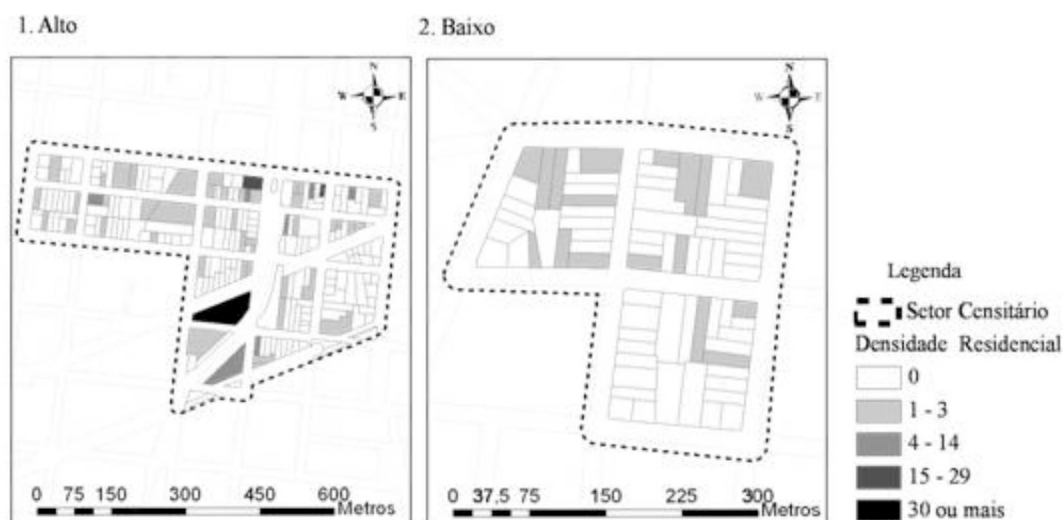 1. Alto
2. Baixo
N
W E
S
N
W E
S
0 75 150 300 450 600
Metros
0 37,5 75 150 225 300
Metros
Legenda
Setor Censitário
Densidade Residencial
0
1 - 3
4 - 14
15 - 29
30 ou mais